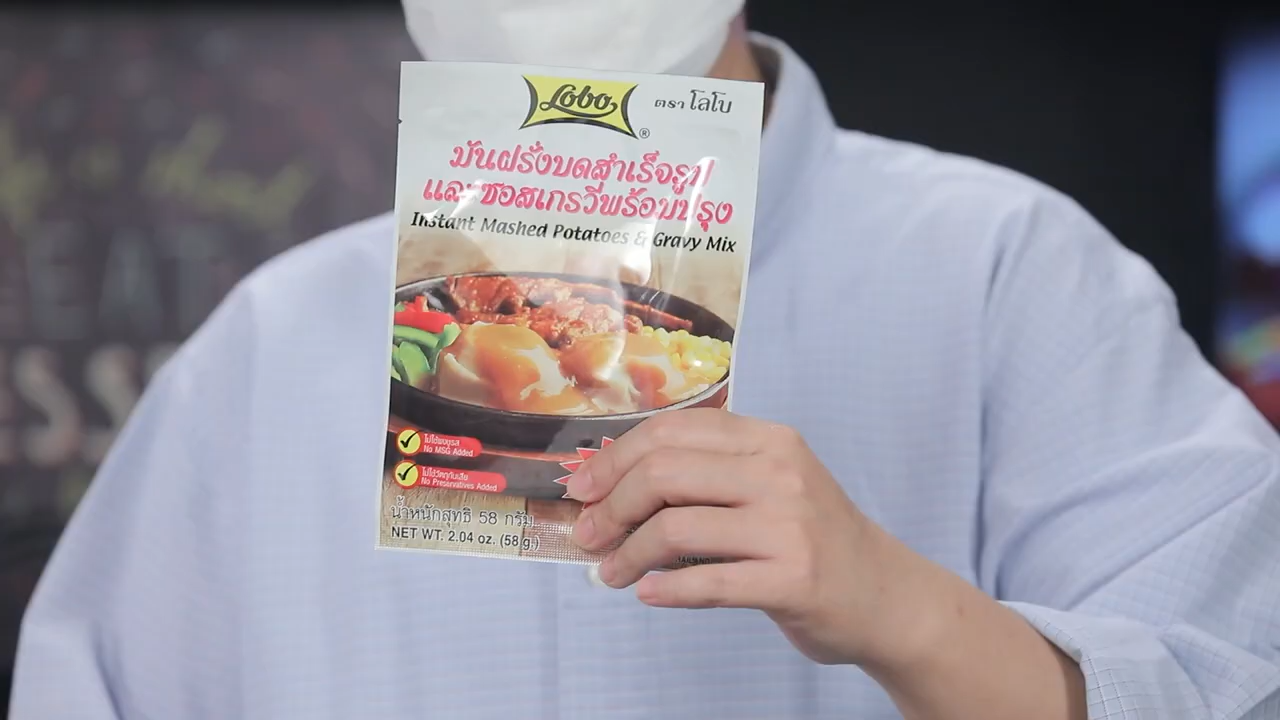 Lobo
®
ตรา โลโบ
มันฝรั่งบดสำเร็จรูป
และซอสเกรวีพร้อมปรุง
Instant Mashed Potatoes & Gravy Mix
ไม่ใส่ผงชูรส
No MSG Added
ไม่ใส่วัตถุกันเสีย
No Preservatives Added
น้ำหนักสุทธิ 58 กรัม
NET WT. 2.04 oz. (58 g.)